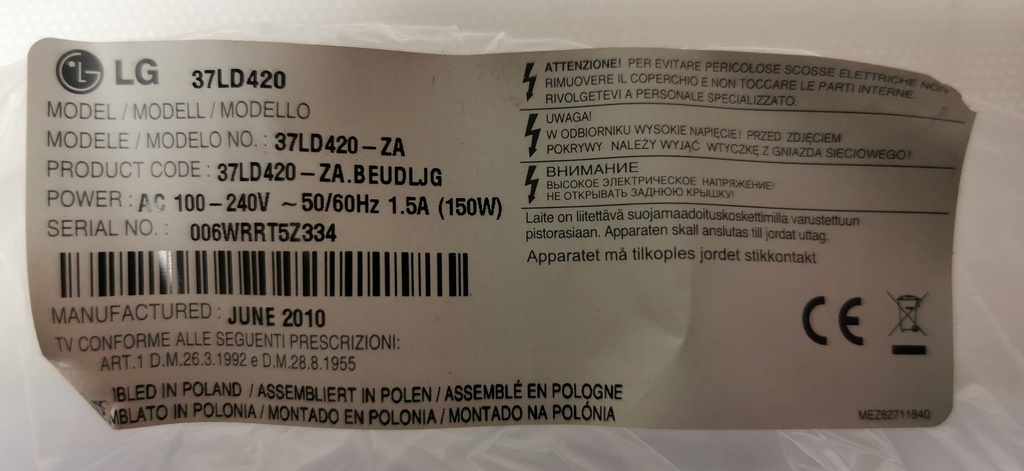 LG 37LD420
MODEL / MODELL / MODELLO
MODELE / MODELO NO. : 37LD420-ZA
PRODUCT CODE : 37LD420-ZA.BEUDLJG
POWER : AC 100-240V ~50/60Hz 1.5A (150W)
SERIAL NO. : 006WRRT5Z334
MANUFACTURED : JUNE 2010
TV CONFORME ALLE SEGUENTI PRESCRIZIONI:
ART.1 D.M.26.3.1992 e D.M.28.8.1955
IBLED IN POLAND / ASSEMBLIERT IN POLEN / ASSEMBLÉ EN POLOGNE
MBLATO IN POLONIA / MONTADO EN POLONIA / MONTADO NA POLÓNIA
ATTENZIONE! PER EVITARE PERICOLOSE SCOSSE ELETTRICHE NON
RIMUOVERE IL COPERCHIO E NON TOCCARE LE PARTI INTERNE.
RIVOLGETEVI A PERSONALE SPECIALIZZATO.
UWAGA!
W ODBIORNIKU WYSOKIE NAPIĘCIE! PRZED ZDJĘCIEM
POKRYWY NALEZY WYJĄĆ WTYCZKĘ Z GNIAZDA SIECIOWEGO!
ВНИМАНИЕ
ВЫСОКОЕ ЭЛЕКТРИЧЕСКОЕ НАПРЯЖЕНИЕ!
НЕ ОТКРЫВАТЬ ЗАДНЮЮ КРЫШКУ!
Laite on liitettävä suojamaadoituskoskettimilla varustettuun
pistorasiaan. Apparaten skall anslutas till jordat uttag.
Apparatet må tilkoples jordet stikkontakt
CE
MEZ62711840